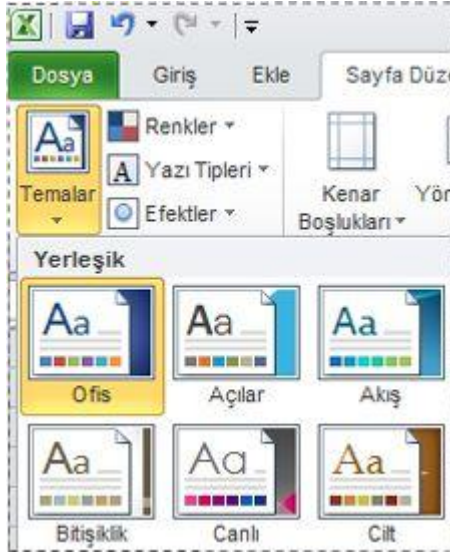 Dosya Giriş Ekle Sayfa Düze
Temalar
Renkler
Yazı Tipleri
Efektler
Kenar
Boşlukları
Yör
Yerleşik
Aa Aa Aa
Ofis Açılar Akış
Aa Aa Aa
Bitişiklik Canlı Cilt